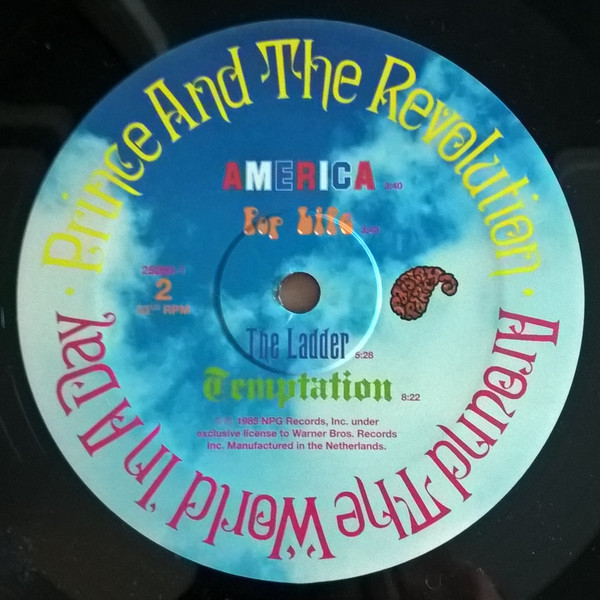 Prince And The Revolution · Around The World In A Day ·
AMERICA 3:40
Pop Life
2
RPM
The Ladder 5:28
Temptation 8:22
1985 NPG Records, Inc. under
exclusive license to Warner Bros. Records
Inc. Manufactured in the Netherlands.